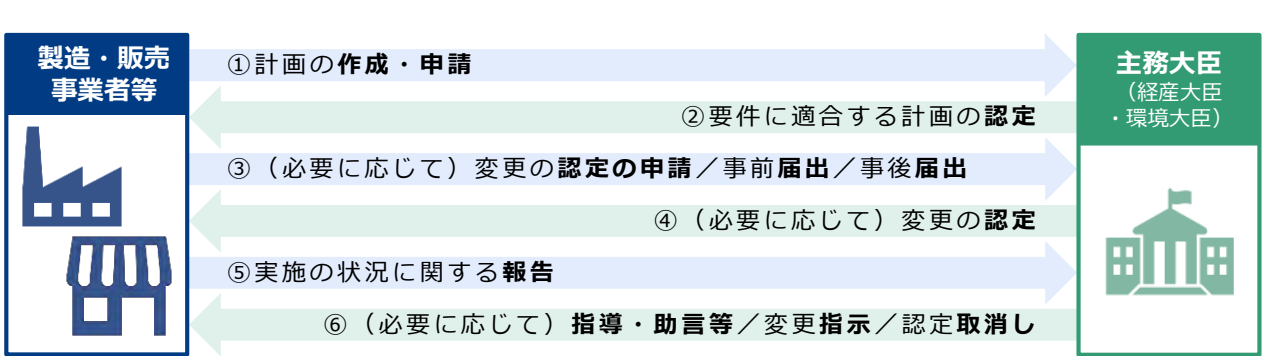 製造・販売
事業者等
①計画の作成・申請
主務大臣
（経産大臣
・環境大臣）
②要件に適合する計画の認定
③（必要に応じて）変更の認定の申請／事前届出／事後届出
④（必要に応じて）変更の認定
⑤実施の状況に関する報告
⑥（必要に応じて）指導・助言等／変更指示／認定取消し